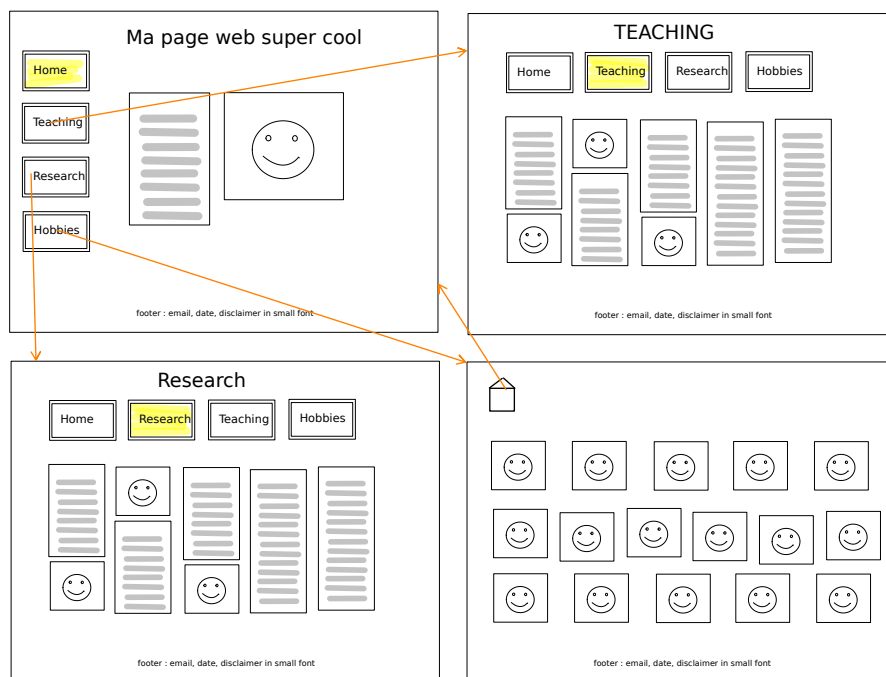 Ma page web super cool
Home
Teaching
Research
Hobbies
footer : email, date, disclaimer in small font
TEACHING
Home
Teaching
Research
Hobbies
footer : email, date, disclaimer in small font
Research
Home
Research
Teaching
Hobbies
footer : email, date, disclaimer in small font
footer : email, date, disclaimer in small font